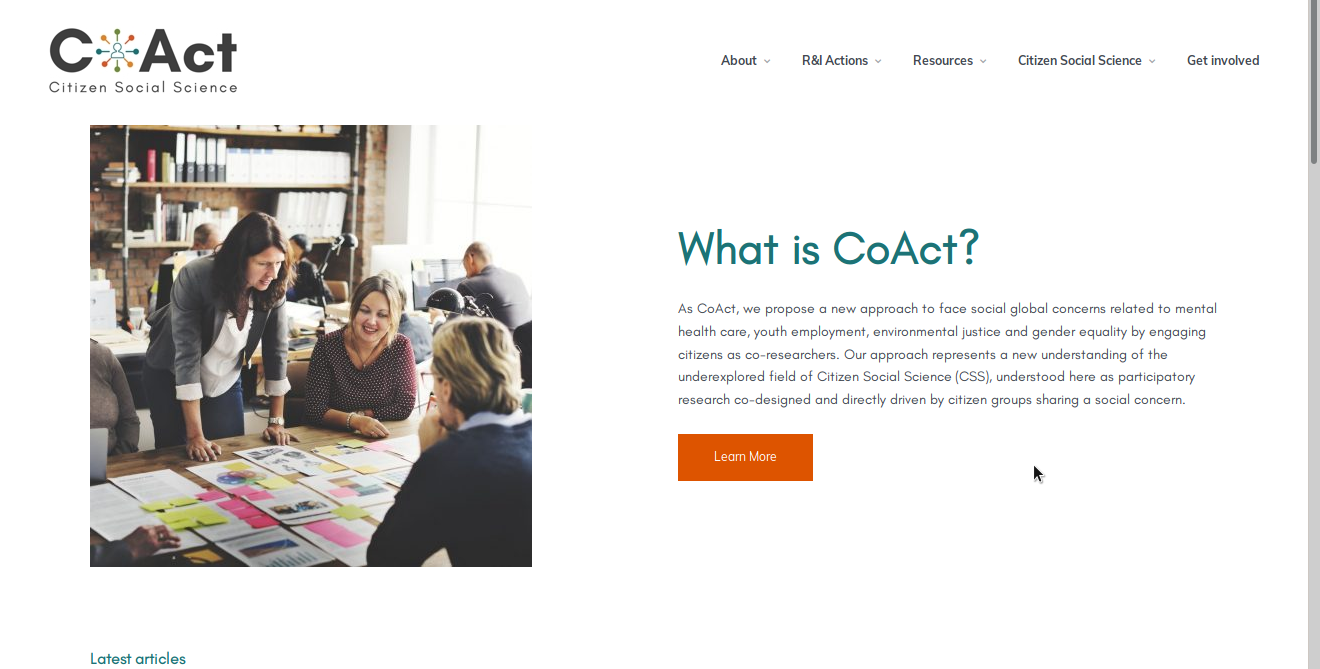 CoAct
Citizen Social Science
About
R&I Actions
Resources
Citizen Social Science
Get involved
What is CoAct?
As CoAct, we propose a new approach to face social global concerns related to mental
health care, youth employment, environmental justice and gender equality by engaging
citizens as co-researchers. Our approach represents a new understanding of the
underexplored field of Citizen Social Science (CSS), understood here as participatory
research co-designed and directly driven by citizen groups sharing a social concern.
Learn More
Latest articles